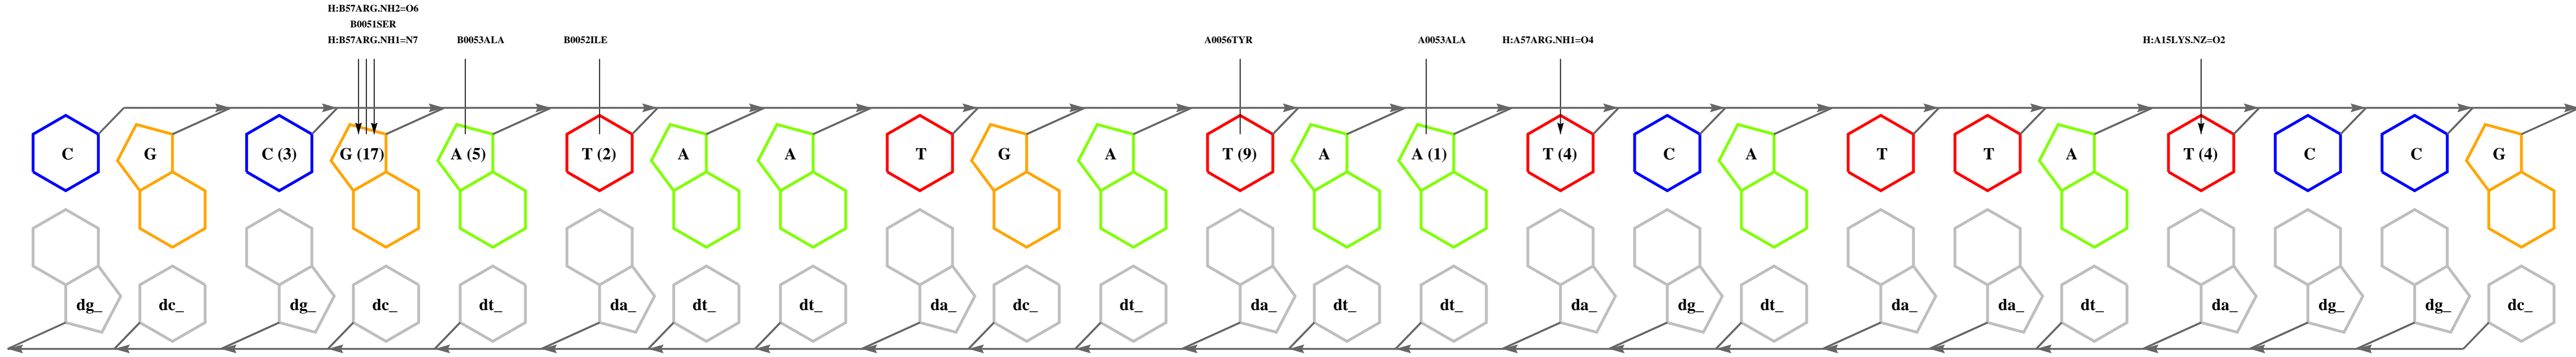 H:B57ARG.NH2=O6
B0051SER
H:B57ARG.NH1=N7 B0053ALA B0052ILE A0056TYR A0053ALA H:A57ARG.NH1=O4 H:A15LYS.NZ=O2
C G C (3) G (17) A (5) T (2) A A T G A T (9) A A (1) T (4) C A T T A T (4) C C G
dg_ dc_ dg_ dc_ dt_ da_ dt_ dt_ da_ dc_ dt_ da_ dt_ dt_ da_ dg_ dt_ da_ da_ dt_ da_ dg_ dg_ dc_